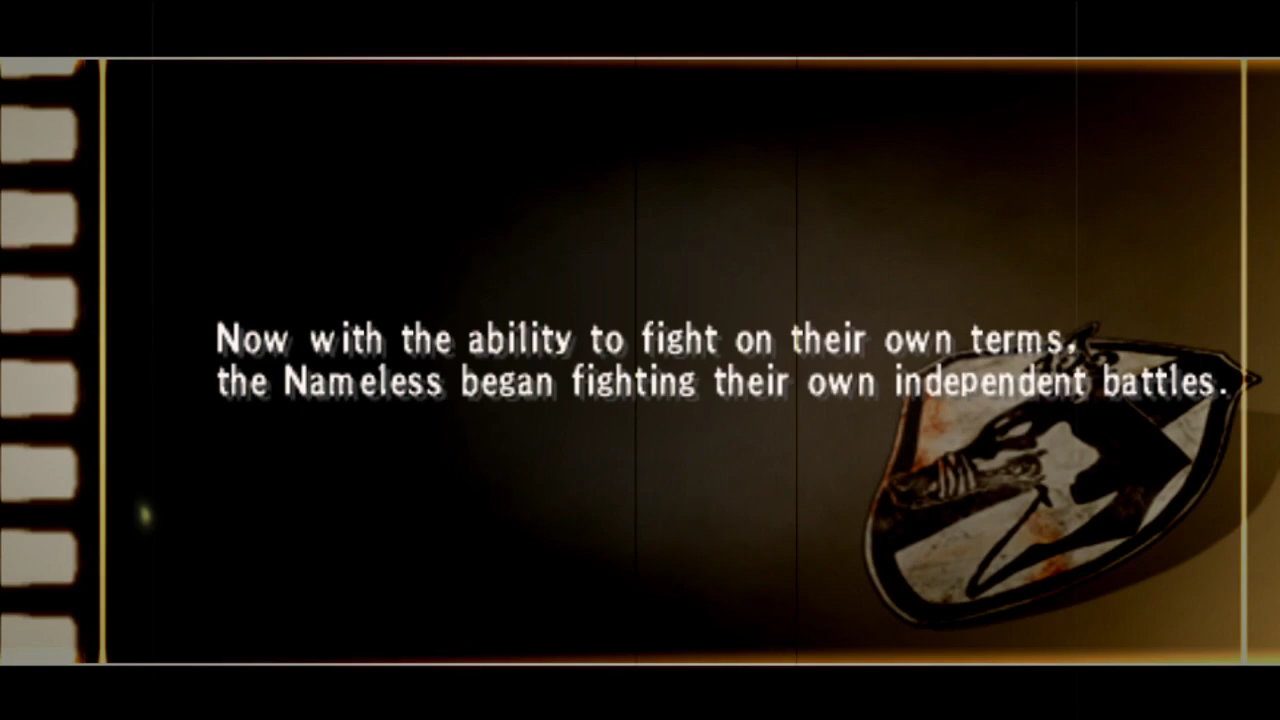 Now with the ability to fight on their own terms,
the Nameless began fighting their own independent battles.